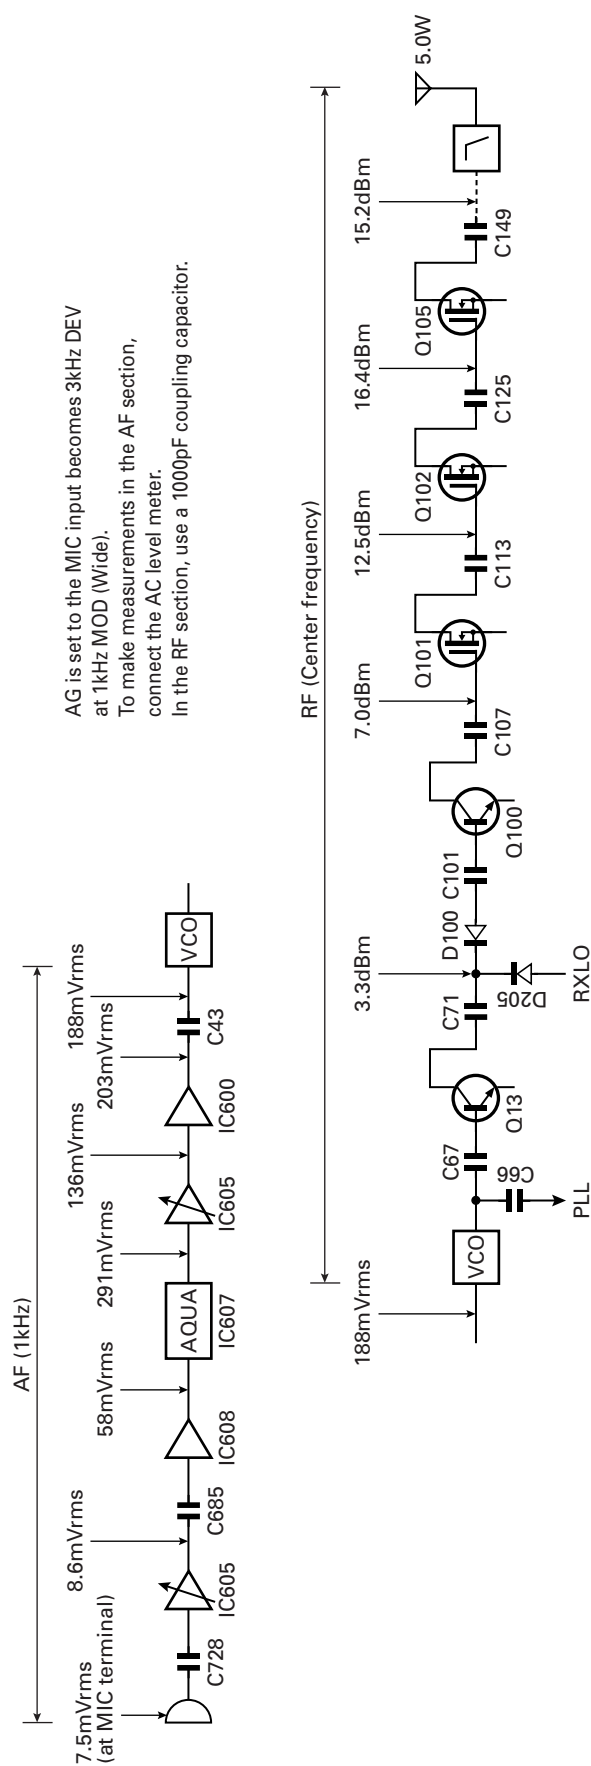 AF (1kHz)
7.5mVrms
(at MIC terminal)
8.6mVrms
58mVrms
291mVrms
136mVrms
203mVrms
188mVrms
AQUA
VCO
C728
IC605
C685
IC608
IC607
IC605
IC600
C43
AG is set to the MIC input becomes 3kHz DEV
at 1kHz MOD (Wide).
To make measurements in the AF section,
connect the AC level meter.
In the RF section, use a 1000pF coupling capacitor.
RF (Center frequency)
188mVrms
3.3dBm
7.0dBm
12.5dBm
16.4dBm
15.2dBm
5.0W
VCO
C67
C66
PLL
Q13
C71
D100
D205
RXLO
C101
Q100
C107
Q101
C113
Q102
C125
Q105
C149